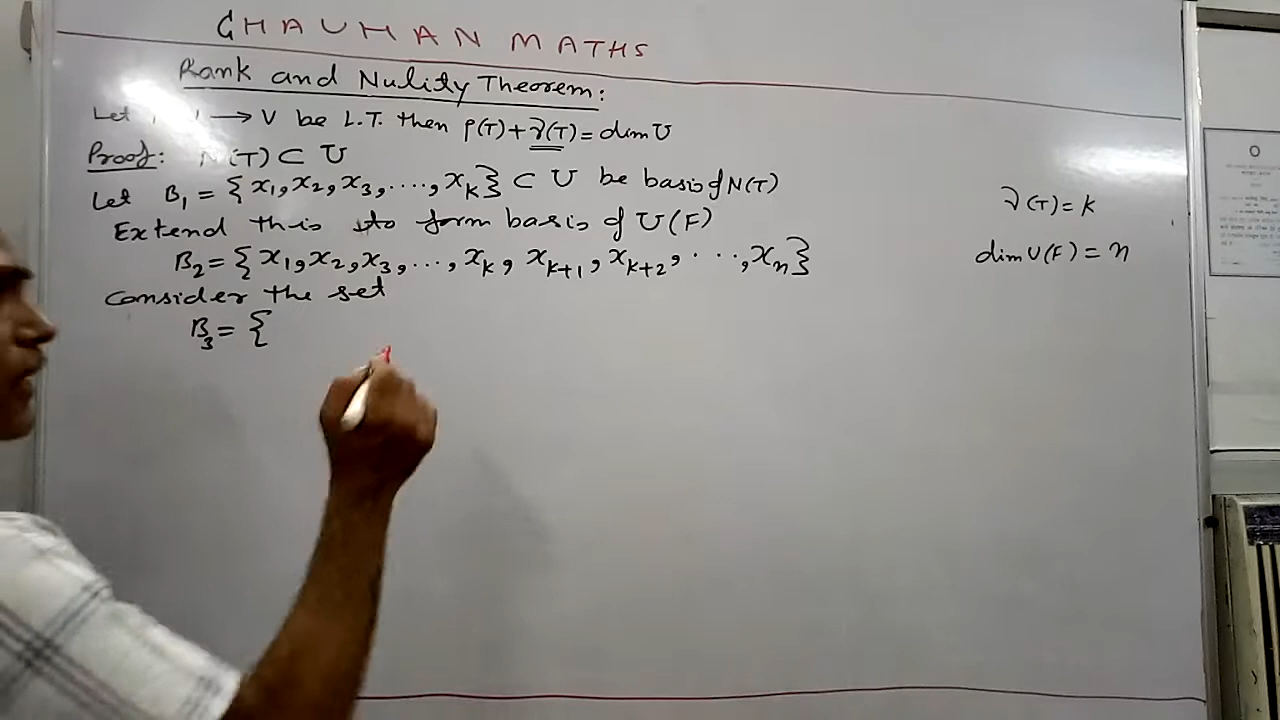 CHAUHAN MATHS
Rank and Nulity Theorem:
Let → V be L.T. then ρ(T)+ν(T)= dim U
Proof: N(T) ⊂ U
Let B₁ = {x₁, x₂, x₃, ...., x_k} ⊂ U be basis of N(T)
Extend this to form basis of U(F)
B₂ = {x₁, x₂, x₃, ..., x_k, x_{k+1}, x_{k+2}, ..., x_n}
Consider the set
B₃ = {
ν(T) = k
dim U(F) = n